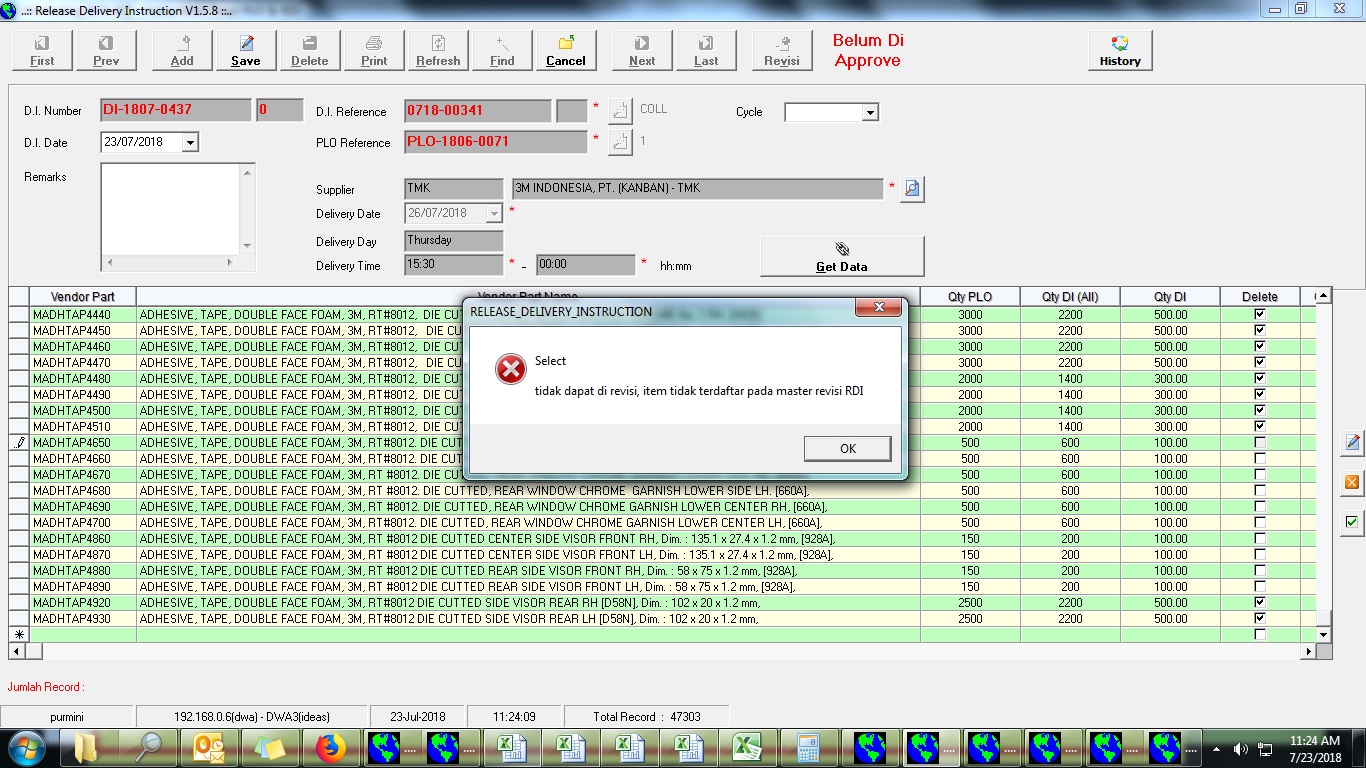 ..:: Release Delivery Instruction V1.5.8 ::..
First Prev Add Save Delete Print Refresh Find Cancel Next Last Revisi Belum Di Approve History
D.I. Number DI-1807-0437 0 D.I. Reference 0718-00341 * COLL Cycle
D.I. Date 23/07/2018 PLO Reference PLO-1806-0071 * 1
Remarks
Supplier TMK 3M INDONESIA, PT. (KANBAN) - TMK *
Delivery Date 26/07/2018 *
Delivery Day Thursday
Delivery Time 15:30 * - 00:00 * hh:mm
Get Data
Vendor Part Vendor Part Name Qty PLO Qty DI (All) Qty DI Delete
MADHTAP4440 ADHESIVE, TAPE, DOUBLE FACE FOAM, 3M, RT#8012, DIE CUT 3000 2200 500.00
MADHTAP4450 ADHESIVE, TAPE, DOUBLE FACE FOAM, 3M, RT#8012, DIE CUT 3000 2200 500.00
MADHTAP4460 ADHESIVE, TAPE, DOUBLE FACE FOAM, 3M, RT#8012, DIE CUT 3000 2200 500.00
MADHTAP4470 ADHESIVE, TAPE, DOUBLE FACE FOAM, 3M, RT#8012, DIE CUT 3000 2200 500.00
MADHTAP4480 ADHESIVE, TAPE, DOUBLE FACE FOAM, 3M, RT#8012, DIE CUT 2000 1400 300.00
MADHTAP4490 ADHESIVE, TAPE, DOUBLE FACE FOAM, 3M, RT#8012, DIE CUT 2000 1400 300.00
MADHTAP4500 ADHESIVE, TAPE, DOUBLE FACE FOAM, 3M, RT#8012, DIE CUT 2000 1400 300.00
MADHTAP4510 ADHESIVE, TAPE, DOUBLE FACE FOAM, 3M, RT#8012, DIE CUT 2000 1400 300.00
MADHTAP4650 ADHESIVE, TAPE, DOUBLE FACE FOAM, 3M, RT #8012. DIE CUT 500 600 100.00
MADHTAP4660 ADHESIVE, TAPE, DOUBLE FACE FOAM, 3M, RT #8012. DIE CUT 500 600 100.00
MADHTAP4670 ADHESIVE, TAPE, DOUBLE FACE FOAM, 3M, RT #8012. DIE CUT 500 600 100.00
MADHTAP4680 ADHESIVE, TAPE, DOUBLE FACE FOAM, 3M, RT #8012. DIE CUTTED, REAR WINDOW CHROME GARNISH LOWER SIDE LH. [660A], 500 600 100.00
MADHTAP4690 ADHESIVE, TAPE, DOUBLE FACE FOAM, 3M, RT #8012. DIE CUTTED, REAR WINDOW CHROME GARNISH LOWER CENTER RH, [660A], 500 600 100.00
MADHTAP4700 ADHESIVE, TAPE, DOUBLE FACE FOAM, 3M, RT #8012. DIE CUTTED, REAR WINDOW CHROME GARNISH LOWER CENTER LH, [660A], 500 600 100.00
MADHTAP4860 ADHESIVE, TAPE, DOUBLE FACE FOAM, 3M, RT #8012 DIE CUTTED CENTER SIDE VISOR FRONT RH, Dim. : 135.1 x 27.4 x 1.2 mm, [928A], 150 200 100.00
MADHTAP4870 ADHESIVE, TAPE, DOUBLE FACE FOAM, 3M, RT #8012 DIE CUTTED CENTER SIDE VISOR FRONT LH, Dim. : 135.1 x 27.4 x 1.2 mm, [928A], 150 200 100.00
MADHTAP4880 ADHESIVE, TAPE, DOUBLE FACE FOAM, 3M, RT #8012 DIE CUTTED REAR SIDE VISOR FRONT RH, Dim. : 58 x 75 x 1.2 mm, [928A], 150 200 100.00
MADHTAP4890 ADHESIVE, TAPE, DOUBLE FACE FOAM, 3M, RT #8012 DIE CUTTED REAR SIDE VISOR FRONT LH, Dim. : 58 x 75 x 1.2 mm, [928A], 150 200 100.00
MADHTAP4920 ADHESIVE, TAPE, DOUBLE FACE FOAM, 3M, RT#8012 DIE CUTTED SIDE VISOR REAR RH [D58N], Dim. : 102 x 20 x 1.2 mm, 2500 2200 500.00
MADHTAP4930 ADHESIVE, TAPE, DOUBLE FACE FOAM, 3M, RT#8012 DIE CUTTED SIDE VISOR REAR LH [D58N], Dim. : 102 x 20 x 1.2 mm, 2500 2200 500.00
RELEASE_DELIVERY_INSTRUCTION
Select
tidak dapat di revisi, item tidak terdaftar pada master revisi RDI
OK
Jumlah Record :
purmini 192.168.0.6(dwa) - DWA3(ideas) 23-Jul-2018 11:24:09 Total Record : 47303
11:24 AM
7/23/2018